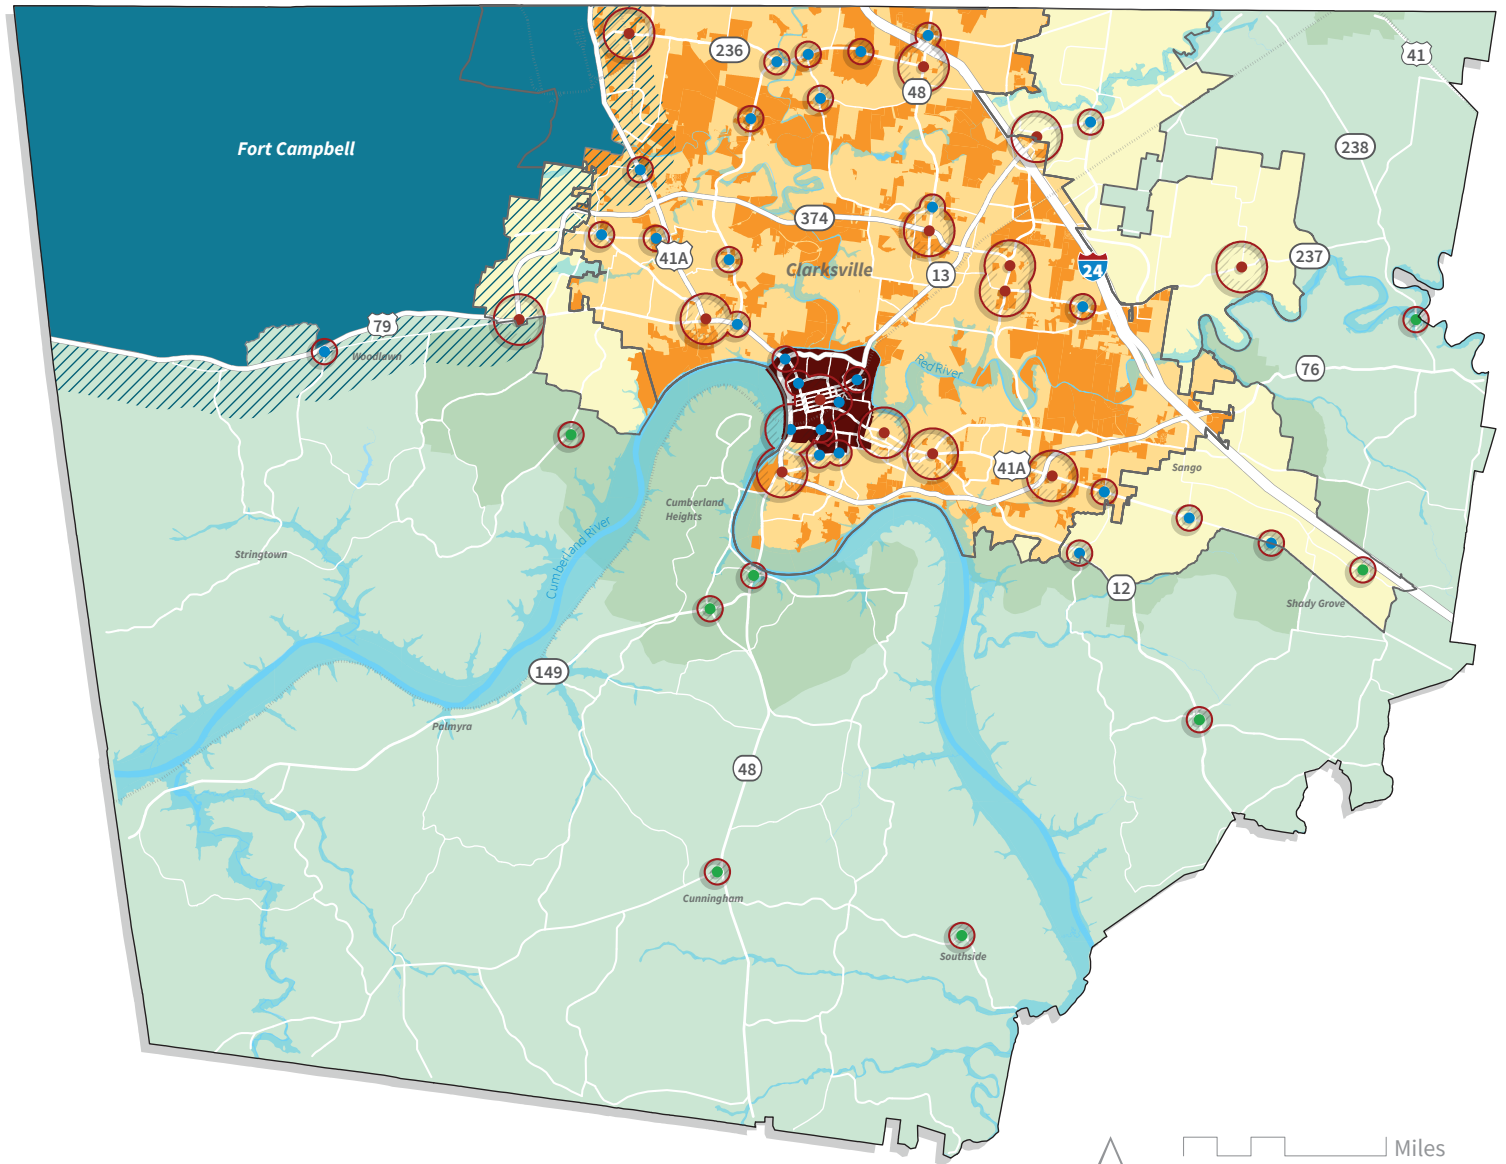 236
41
48
Fort Campbell
238
374
41A
237
Clarksville
24
13
79
Woodlawn
Red River
76
41A
Sango
Cumberland
Heights
Cumberland River
Stringtown
12
Shady Grove
149
Palmyra
48
Cunningham
Southside
Miles